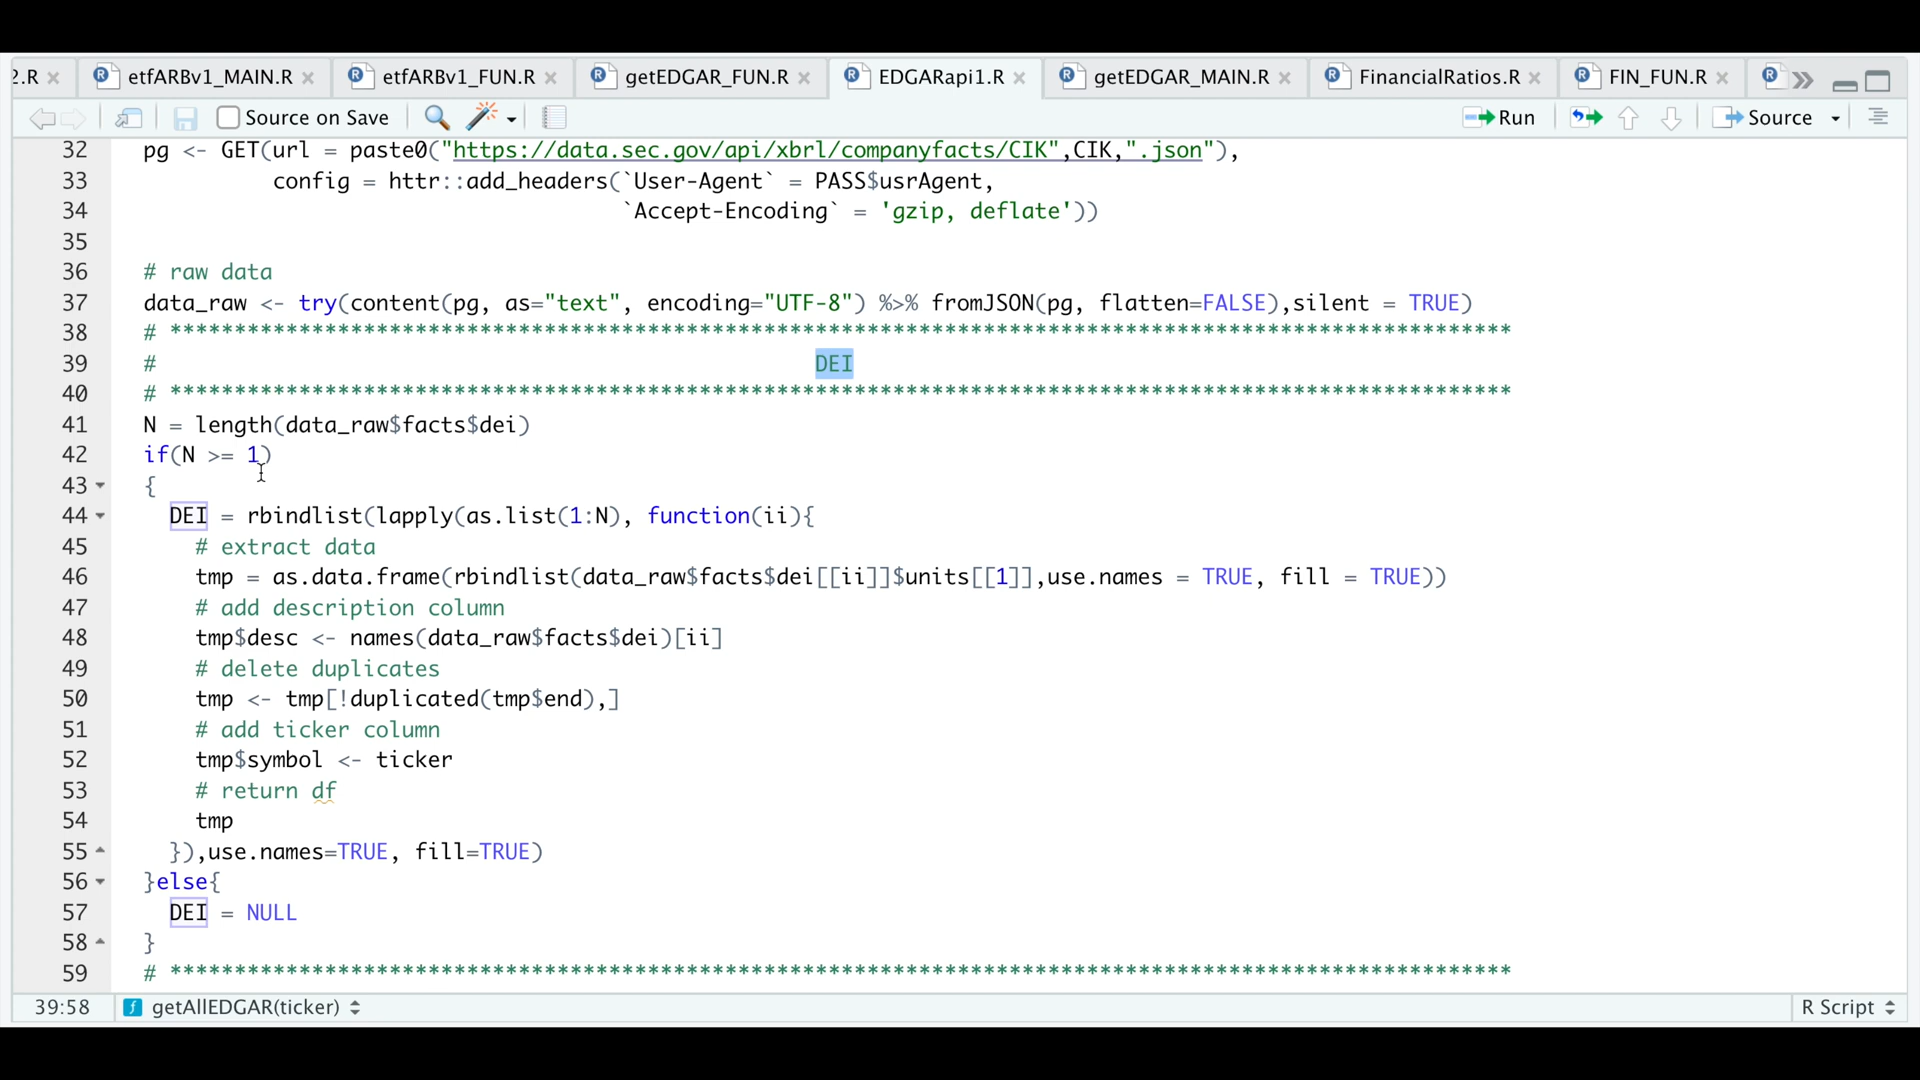 2.R × etfARBv1_MAIN.R × etfARBv1_FUN.R × getEDGAR_FUN.R × EDGARapi1.R × getEDGAR_MAIN.R × FinancialRatios.R × FIN_FUN.R ×
Source on Save Run Source
32 pg <- GET(url = paste0("https://data.sec.gov/api/xbrl/companyfacts/CIK",CIK,".json"),
33 config = httr::add_headers(`User-Agent` = PASS$usrAgent,
34 `Accept-Encoding` = 'gzip, deflate'))
35
36 # raw data
37 data_raw <- try(content(pg, as="text", encoding="UTF-8") %>% fromJSON(pg, flatten=FALSE),silent = TRUE)
38 # ********************************************************************************************************
39 # DEI
40 # ********************************************************************************************************
41 N = length(data_raw$facts$dei)
42 if(N >= 1)
43 {
44 DEI = rbindlist(lapply(as.list(1:N), function(ii){
45 # extract data
46 tmp = as.data.frame(rbindlist(data_raw$facts$dei[[ii]]$units[[1]],use.names = TRUE, fill = TRUE))
47 # add description column
48 tmp$desc <- names(data_raw$facts$dei)[ii]
49 # delete duplicates
50 tmp <- tmp[!duplicated(tmp$end),]
51 # add ticker column
52 tmp$symbol <- ticker
53 # return df
54 tmp
55 }),use.names=TRUE, fill=TRUE)
56 }else{
57 DEI = NULL
58 }
59 # ********************************************************************************************************
39:58 getAllEDGAR(ticker) R Script